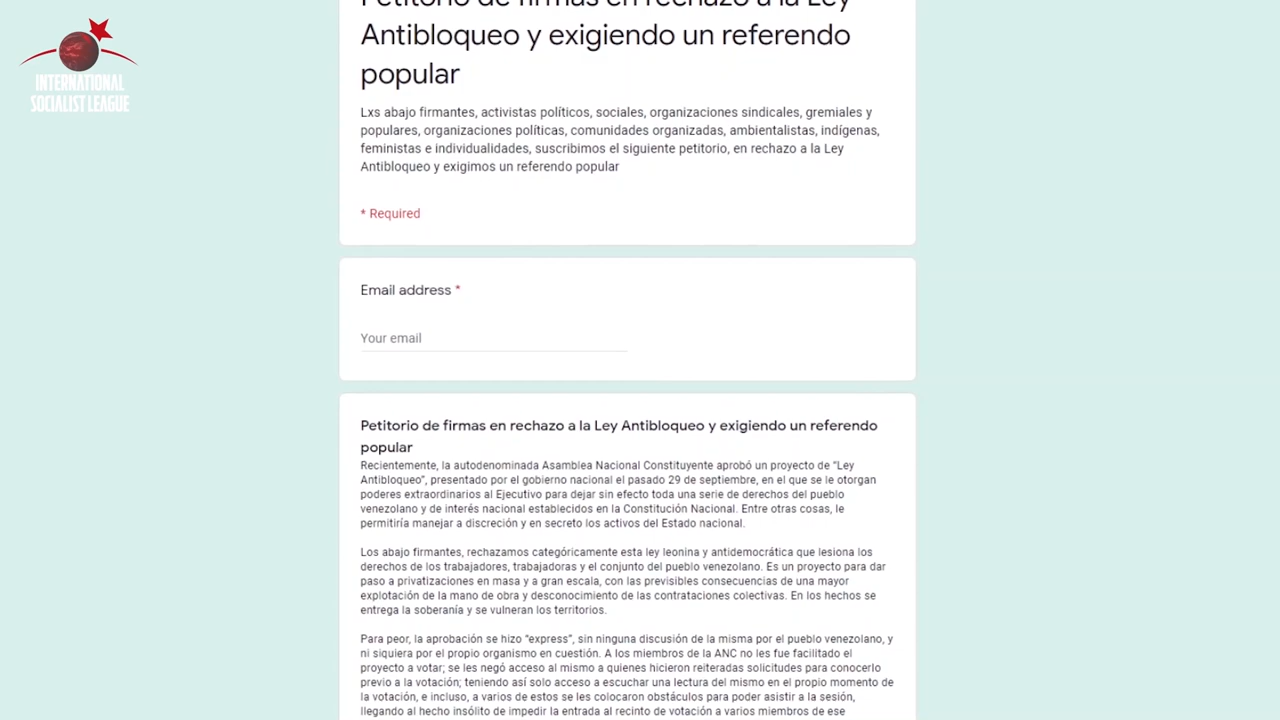 INTERNATIONAL
SOCIALIST LEAGUE
Petitorio de firmas en rechazo a la Ley
Antibloqueo y exigiendo un referendo
popular
Lxs abajo firmantes, activistas políticos, sociales, organizaciones sindicales, gremiales y
populares, organizaciones políticas, comunidades organizadas, ambientalistas, indígenas,
feministas e individualidades, suscribimos el siguiente petitorio, en rechazo a la Ley
Antibloqueo y exigimos un referendo popular
* Required
Email address *
Your email
Petitorio de firmas en rechazo a la Ley Antibloqueo y exigiendo un referendo
popular
Recientemente, la autodenominada Asamblea Nacional Constituyente aprobó un proyecto de "Ley
Antibloqueo", presentado por el gobierno nacional el pasado 29 de septiembre, en el que se le otorgan
poderes extraordinarios al Ejecutivo para dejar sin efecto toda una serie de derechos del pueblo
venezolano y de interés nacional establecidos en la Constitución Nacional. Entre otras cosas, le
permitiría manejar a discreción y en secreto los activos del Estado nacional.
Los abajo firmantes, rechazamos categóricamente esta ley leonina y antidemocrática que lesiona los
derechos de los trabajadores, trabajadoras y el conjunto del pueblo venezolano. Es un proyecto para dar
paso a privatizaciones en masa y a gran escala, con las previsibles consecuencias de una mayor
explotación de la mano de obra y desconocimiento de las contrataciones colectivas. En los hechos se
entrega la soberanía y se vulneran los territorios.
Para peor, la aprobación se hizo "express", sin ninguna discusión de la misma por el pueblo venezolano, y
ni siquiera por el propio organismo en cuestión. A los miembros de la ANC no les fue facilitado el
proyecto a votar; se les negó acceso al mismo a quienes hicieron reiteradas solicitudes para conocerlo
previo a la votación; teniendo así solo acceso a escuchar una lectura del mismo en el propio momento de
la votación, e incluso, a varios de estos se les colocaron obstáculos para poder asistir a la sesión,
llegando al hecho insólito de impedir la entrada al recinto de votación a varios miembros de ese